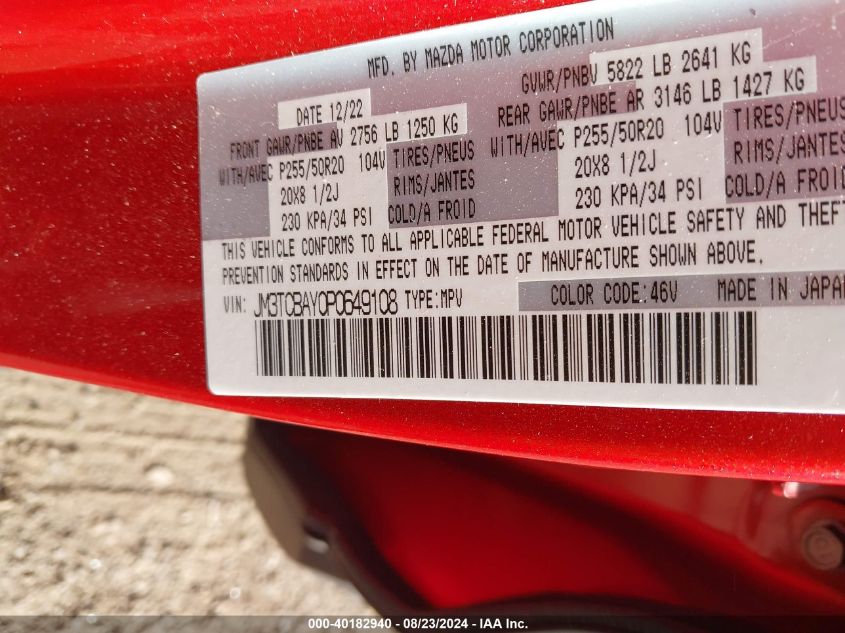 MFD. BY MAZDA MOTOR CORPORATION
DATE 12/22 GVWR/PNBV 5822 LB 2641 KG
FRONT GAWR/PNBE AV 2756 LB 1250 KG REAR GAWR/PNBE AR 3146 LB 1427 KG
WITH/AVEC P255/50R20 104V TIRES/PNEUS WITH/AVEC P255/50R20 104V TIRES/PNEUS
20X8 1/2J RIMS/JANTES 20X8 1/2J RIMS/JANTES
230 KPA/34 PSI COLD/A FROID 230 KPA/34 PSI COLD/A FROID
THIS VEHICLE CONFORMS TO ALL APPLICABLE FEDERAL MOTOR VEHICLE SAFETY AND THEFT
PREVENTION STANDARDS IN EFFECT ON THE DATE OF MANUFACTURE SHOWN ABOVE.
VIN: JM3TCBAY0P0649108 TYPE:MPV COLOR CODE:46V MADE IN JAPAN
000-40182940 - 08/23/2024 - IAA Inc.